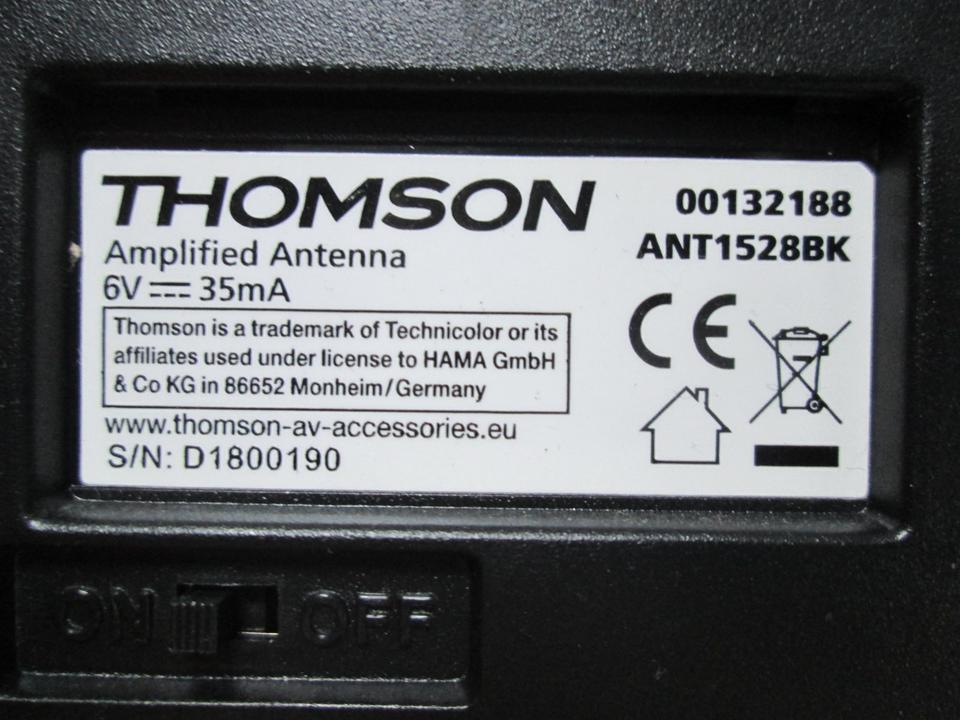 THOMSON
00132188
Amplified Antenna
ANT1528BK
6V ⎓ 35mA
CE
Thomson is a trademark of Technicolor or its
affiliates used under license to HAMA GmbH
& Co KG in 86652 Monheim/Germany
www.thomson-av-accessories.eu
S/N: D1800190
ON OFF